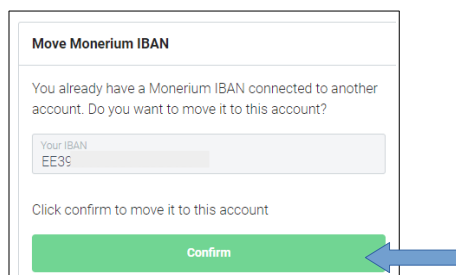 Move Monerium IBAN
You already have a Monerium IBAN connected to another
account. Do you want to move it to this account?
Your IBAN
EE39
Click confirm to move it to this account
Confirm